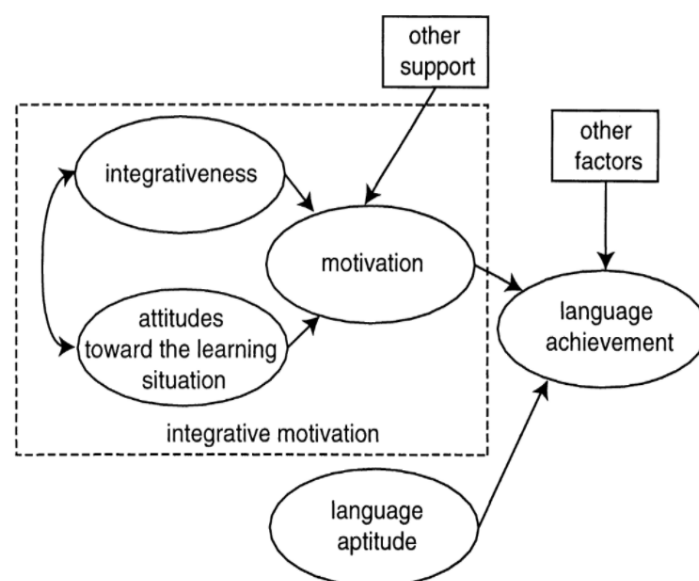 other
support
other
factors
integrativeness
motivation
attitudes
toward the learning
situation
language
achievement
integrative motivation
language
aptitude